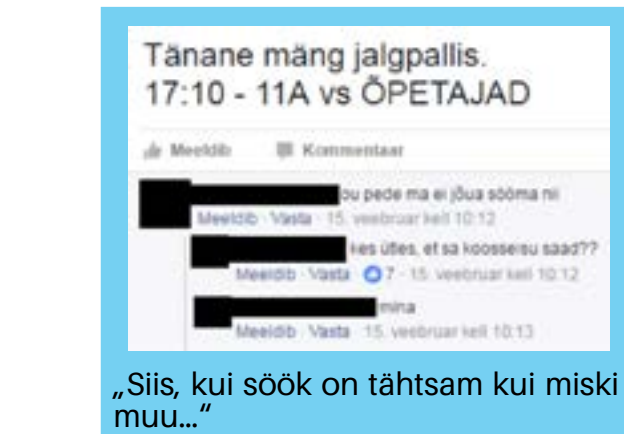 Tänane mäng jalgpallis.
17:10 - 11A vs ÕPETAJAD
Meeldib Kommentaar
ou pede ma ei jõua sööma nii
Meeldib · Vasta · 15. veebruar kell 10:12
kes ütles, et sa koosseisu saad??
Meeldib · Vasta · 7 · 15. veebruar kell 10:12
mina
Meeldib · Vasta · 15. veebruar kell 10:13
„Siis, kui söök on tähtsam kui miski
muu...“